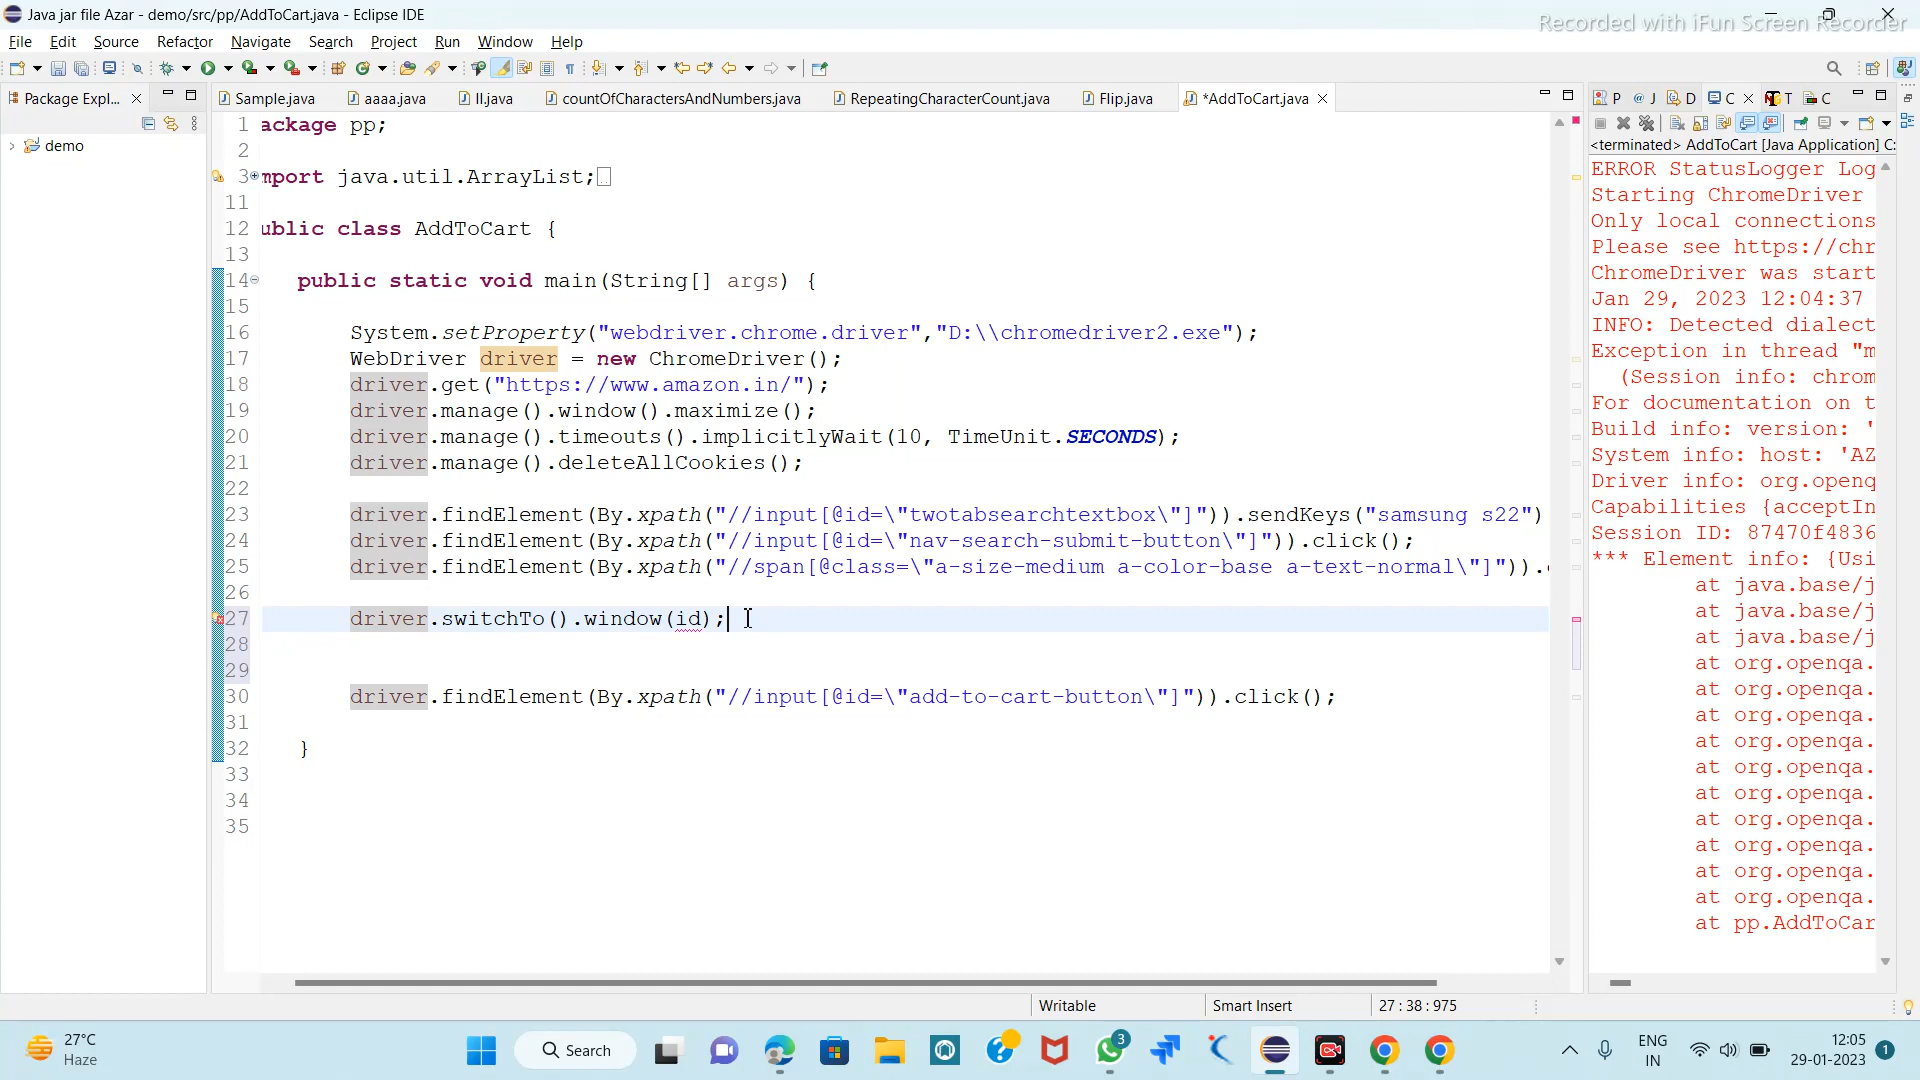 Java jar file Azar - demo/src/pp/AddToCart.java - Eclipse IDE
Recorded with iFun Screen Recorder
File Edit Source Refactor Navigate Search Project Run Window Help
Package Expl...
Sample.java aaaa.java ll.java countOfCharactersAndNumbers.java RepeatingCharacterCount.java Flip.java *AddToCart.java
P J D C T C
demo
<terminated> AddToCart [Java Application] C:
1 ackage pp;
2
3 mport java.util.ArrayList;
11
12 ublic class AddToCart {
13
14 public static void main(String[] args) {
15
16 System.setProperty("webdriver.chrome.driver","D:\\chromedriver2.exe");
17 WebDriver driver = new ChromeDriver();
18 driver.get("https://www.amazon.in/");
19 driver.manage().window().maximize();
20 driver.manage().timeouts().implicitlyWait(10, TimeUnit.SECONDS);
21 driver.manage().deleteAllCookies();
22
23 driver.findElement(By.xpath("//input[@id=\"twotabsearchtextbox\"]")).sendKeys("samsung s22")
24 driver.findElement(By.xpath("//input[@id=\"nav-search-submit-button\"]")).click();
25 driver.findElement(By.xpath("//span[@class=\"a-size-medium a-color-base a-text-normal\"]")).
26
27 driver.switchTo().window(id);
28
29
30 driver.findElement(By.xpath("//input[@id=\"add-to-cart-button\"]")).click();
31
32 }
33
34
35
ERROR StatusLogger Log
Starting ChromeDriver
Only local connections
Please see https://chr
ChromeDriver was start
Jan 29, 2023 12:04:37
INFO: Detected dialect
Exception in thread "m
(Session info: chrom
For documentation on t
Build info: version: '
System info: host: 'AZ
Driver info: org.openq
Capabilities {acceptIn
Session ID: 87470f4836
*** Element info: {Usi
at java.base/j
at java.base/j
at java.base/j
at org.openqa.
at org.openqa.
at org.openqa.
at org.openqa.
at org.openqa.
at org.openqa.
at org.openqa.
at org.openqa.
at org.openqa.
at org.openqa.
at pp.AddToCar
Writable Smart Insert 27 : 38 : 975
27°C
Haze
Search
3
ENG
IN
12:05
29-01-2023
1